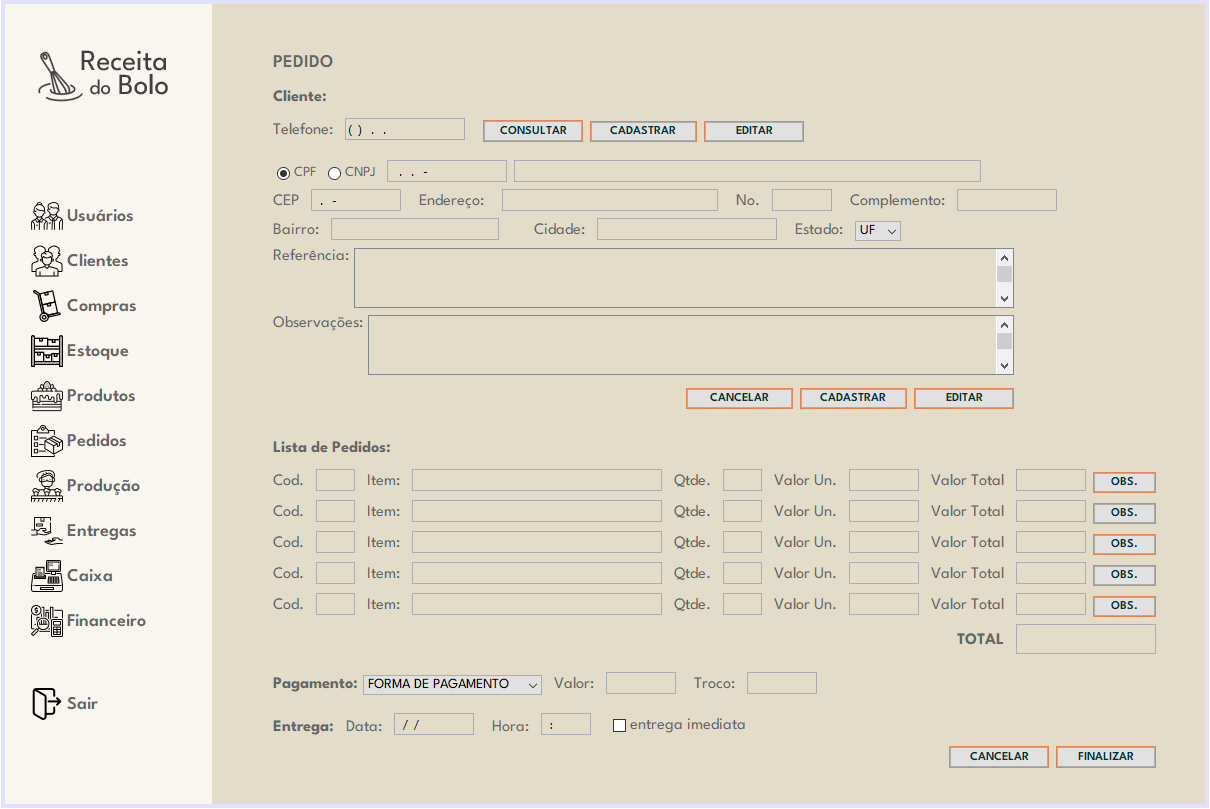 Receita
do Bolo
Usuários
Clientes
Compras
Estoque
Produtos
Pedidos
Produção
Entregas
Caixa
Financeiro
Sair
PEDIDO
Cliente:
Telefone: ( ) . . CONSULTAR CADASTRAR EDITAR
CPF CNPJ . . -
CEP . - Endereço: No. Complemento:
Bairro: Cidade: Estado: UF
Referência:
Observações:
CANCELAR CADASTRAR EDITAR
Lista de Pedidos:
Cod. Item: Qtde. Valor Un. Valor Total OBS.
Cod. Item: Qtde. Valor Un. Valor Total OBS.
Cod. Item: Qtde. Valor Un. Valor Total OBS.
Cod. Item: Qtde. Valor Un. Valor Total OBS.
Cod. Item: Qtde. Valor Un. Valor Total OBS.
TOTAL
Pagamento: FORMA DE PAGAMENTO Valor: Troco:
Entrega: Data: / / Hora: : entrega imediata
CANCELAR FINALIZAR